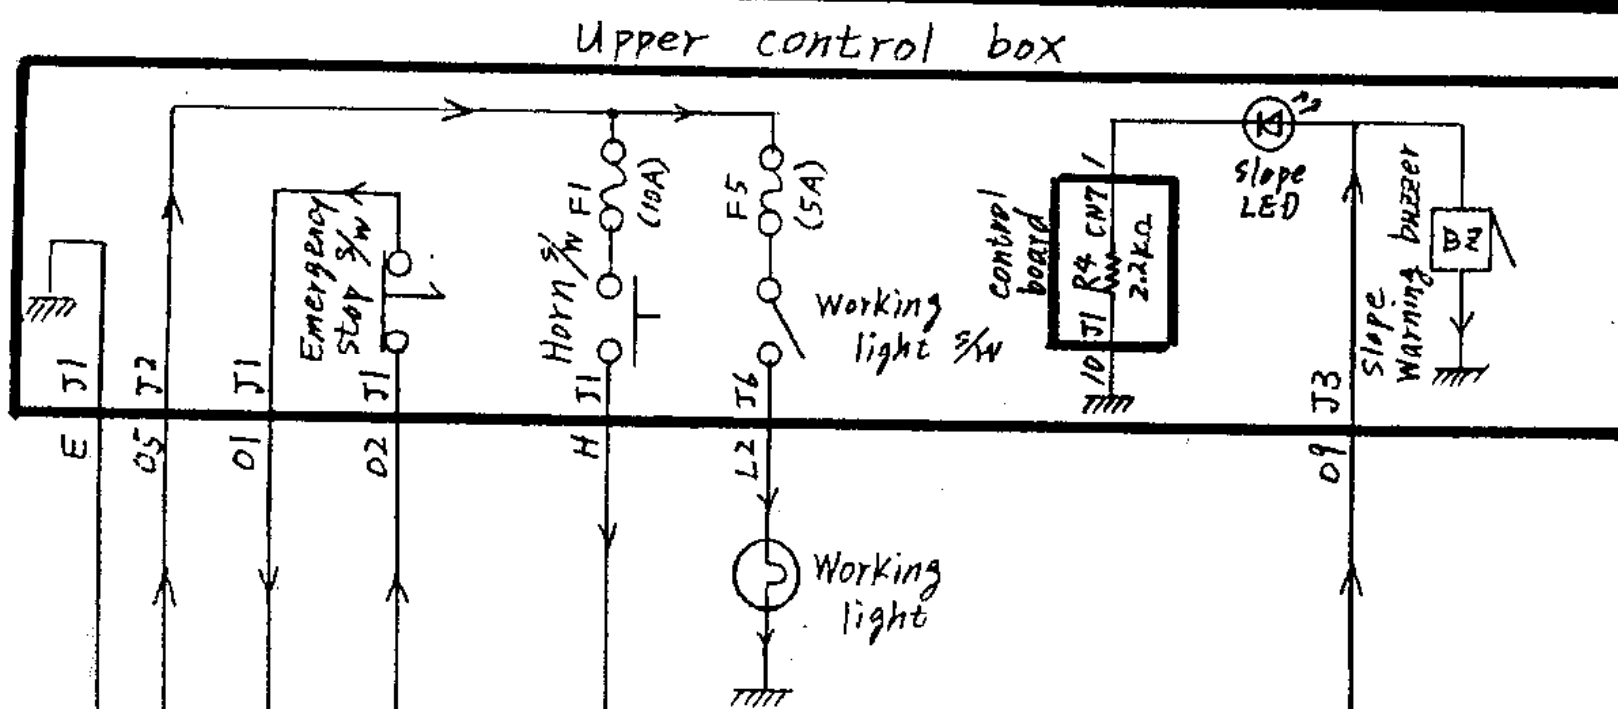 Upper control box
Emergency
Stop S/W
Horn S/W
F1
(10A)
F5
(5A)
Working
light S/W
control
board
1
CN7
R4
2.2KΩ
J1
10
Slope
LED
Slope
Warning buzzer
BZ
J1
J2
J1
J1
J1
J6
J3
E
05
01
02
H
L2
09
Working
light